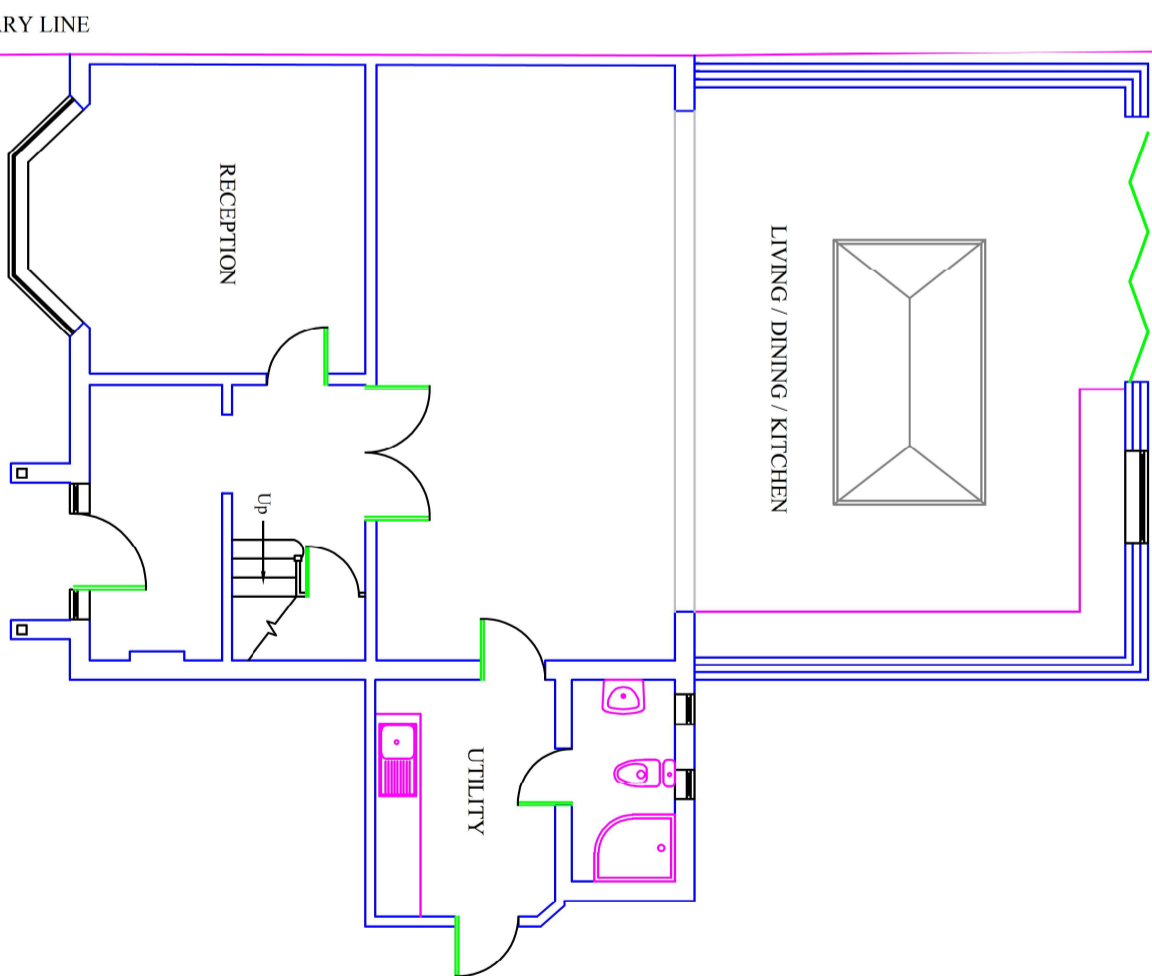 RY LINE
RECEPTION
LIVING / DINING / KITCHEN
Up
UTILITY